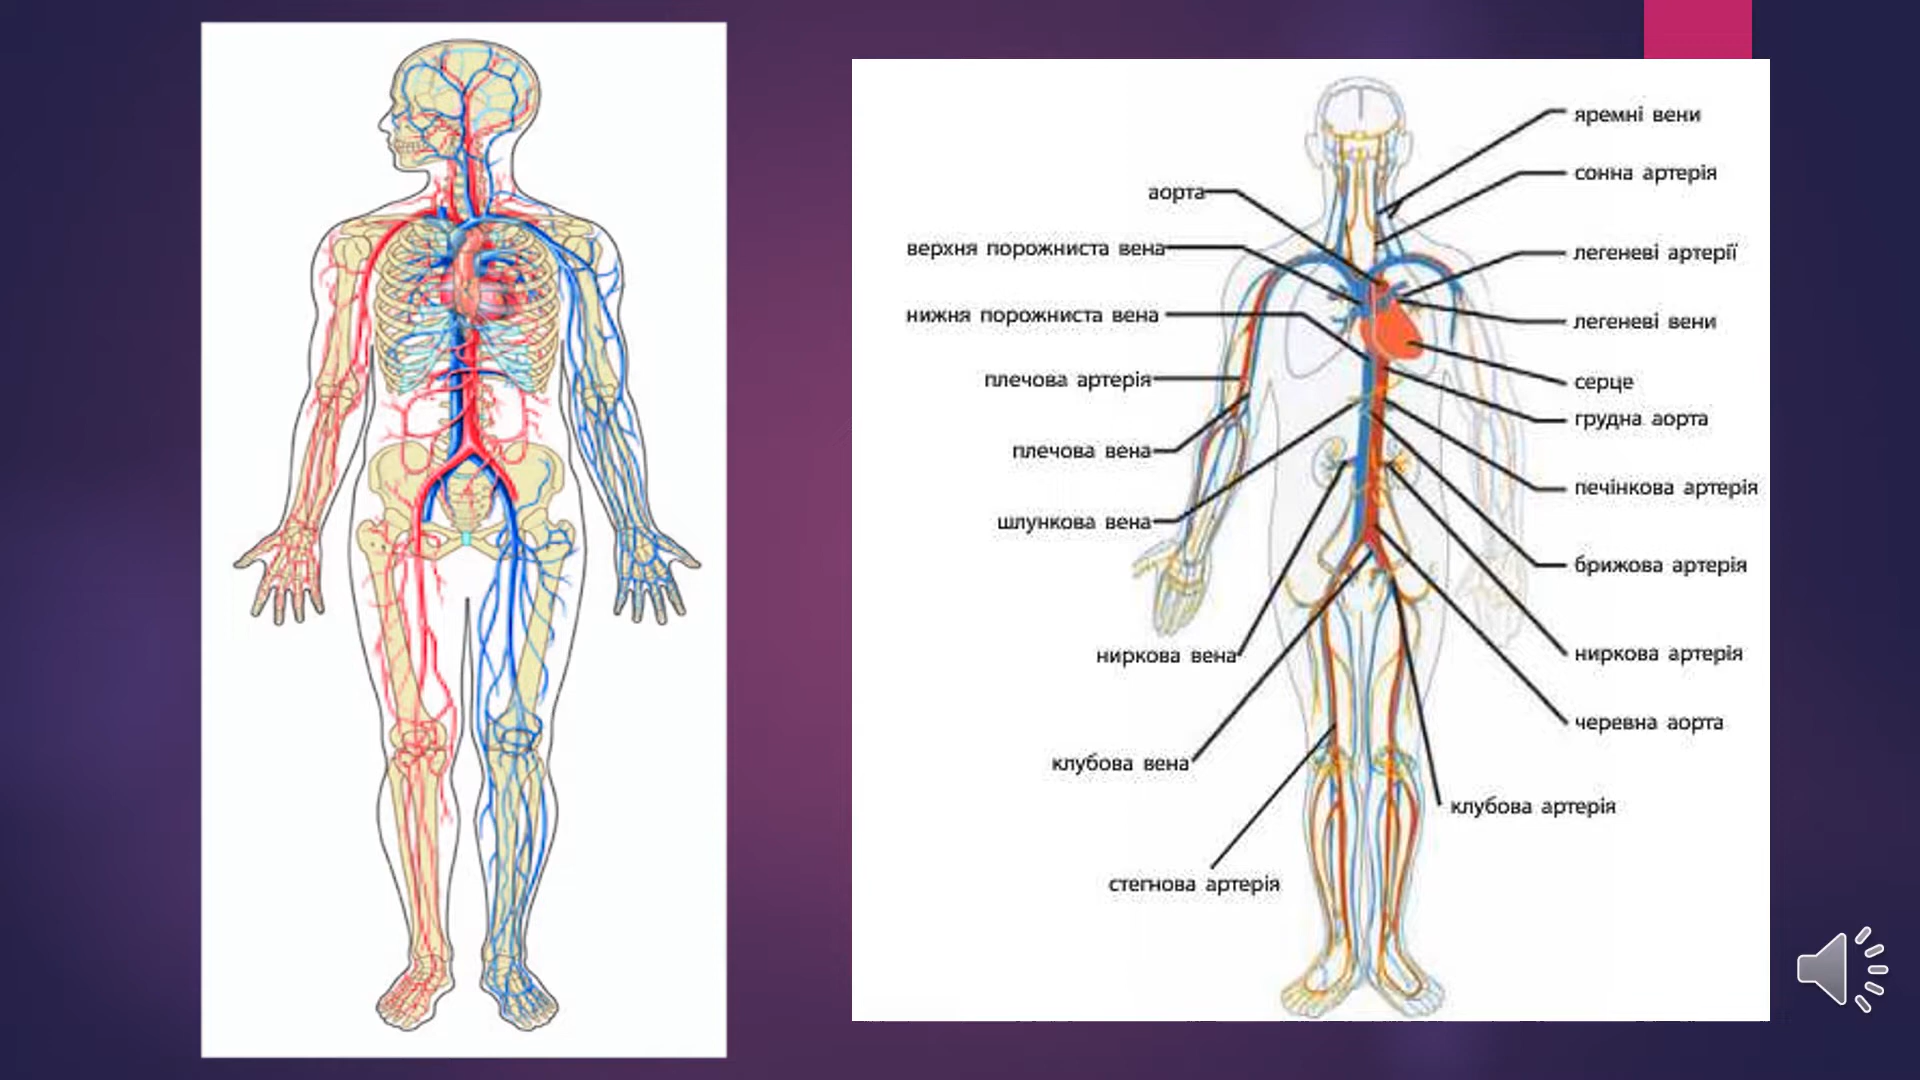 яремні вени
сонна артерія
аорта
верхня порожниста вена
легеневі артерії
нижня порожниста вена
легеневі вени
плечова артерія
серце
грудна аорта
плечова вена
печінкова артерія
шлункова вена
брижова артерія
ниркова вена
ниркова артерія
черевна аорта
клубова вена
клубова артерія
стегнова артерія